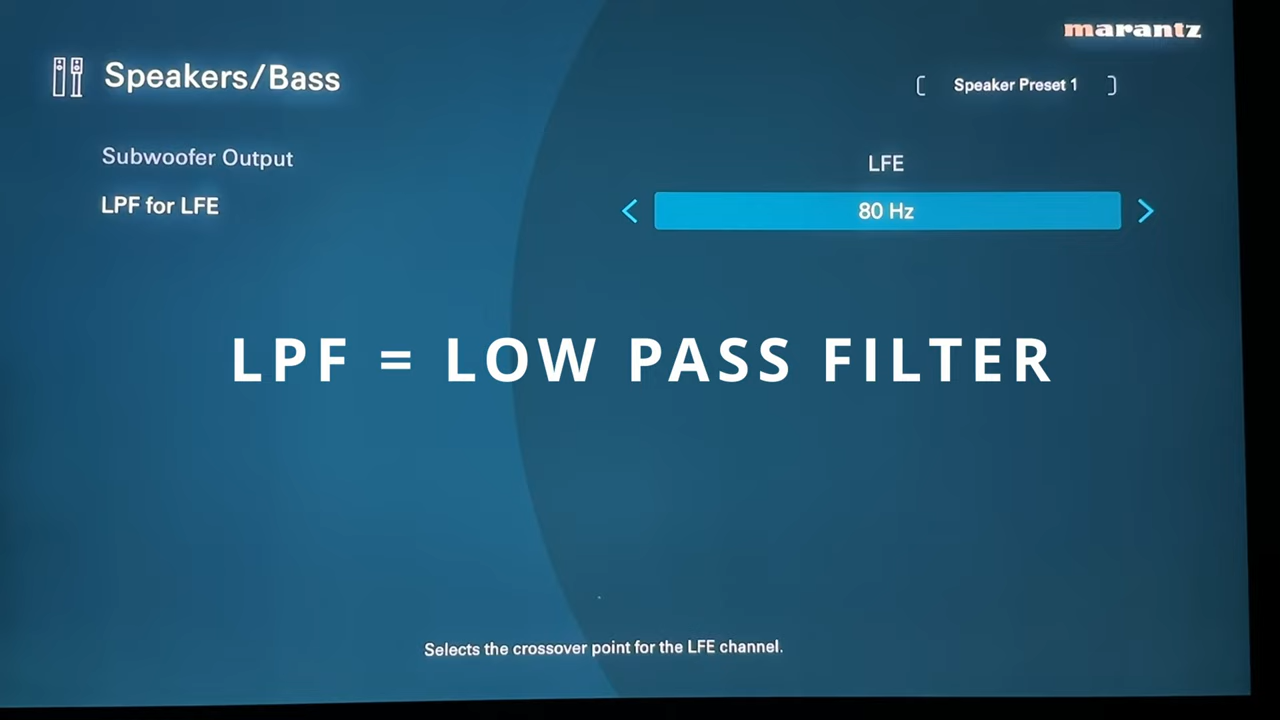 marantz
Speakers/Bass
Speaker Preset 1
Subwoofer Output
LFE
LPF for LFE
80 Hz
LPF = LOW PASS FILTER
Selects the crossover point for the LFE channel.